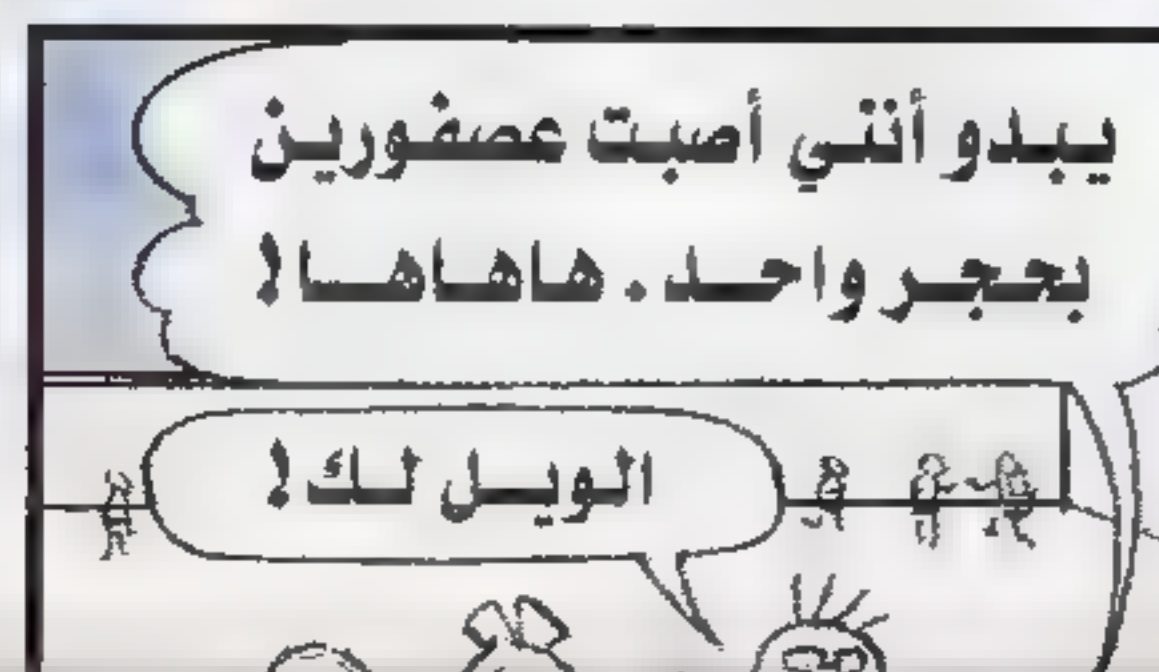 يبدو أنني أصبت عصفورين
بحجر واحد. هاهاها!
الويل لك!